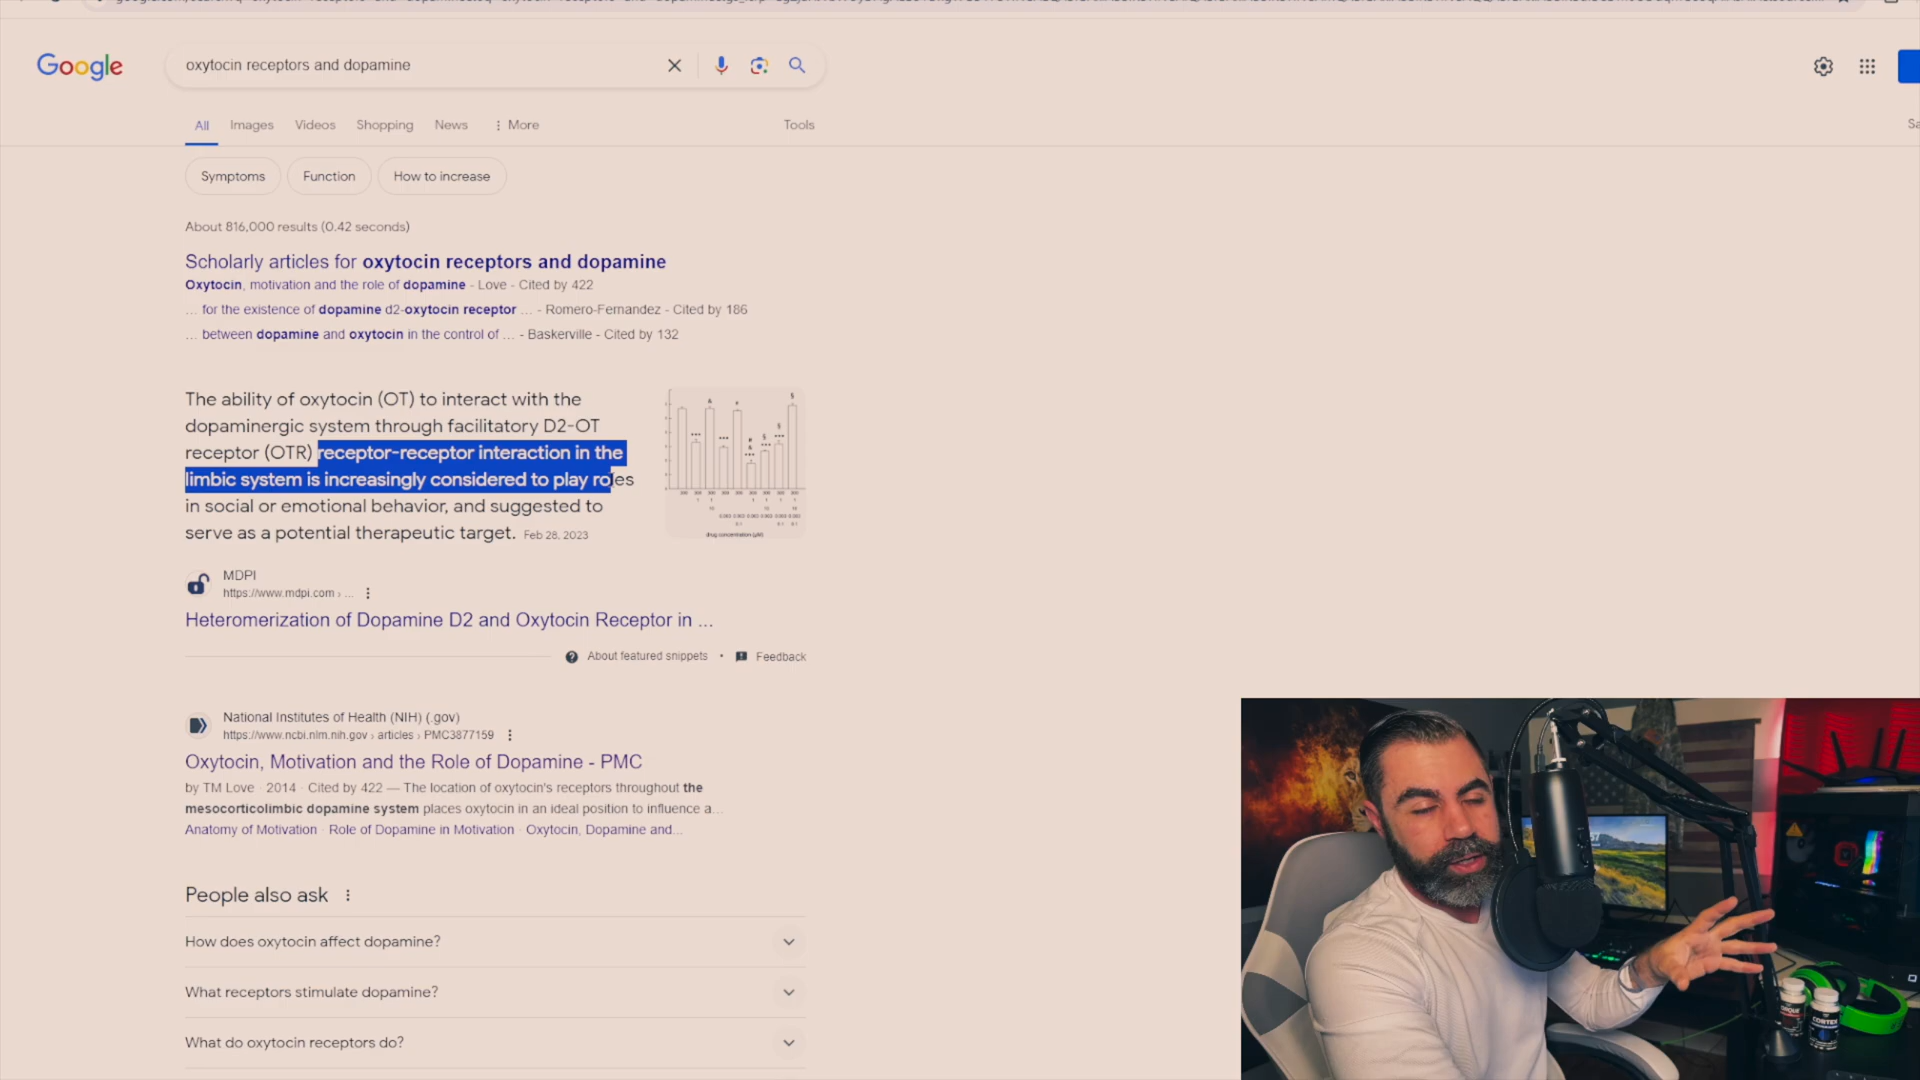 Google
oxytocin receptors and dopamine
All Images Videos Shopping News More Tools
Symptoms Function How to increase
About 816,000 results (0.42 seconds)
Scholarly articles for oxytocin receptors and dopamine
Oxytocin, motivation and the role of dopamine - Love - Cited by 422
... for the existence of dopamine d2-oxytocin receptor ... - Romero-Fernandez - Cited by 186
... between dopamine and oxytocin in the control of ... - Baskerville - Cited by 132
The ability of oxytocin (OT) to interact with the
dopaminergic system through facilitatory D2-OT
receptor (OTR) receptor-receptor interaction in the
limbic system is increasingly considered to play roles
in social or emotional behavior, and suggested to
serve as a potential therapeutic target. Feb 28, 2023
drug concentration (µM)
MDPI
https://www.mdpi.com › ...
Heteromerization of Dopamine D2 and Oxytocin Receptor in ...
About featured snippets • Feedback
National Institutes of Health (NIH) (.gov)
https://www.ncbi.nlm.nih.gov › articles › PMC3877159
Oxytocin, Motivation and the Role of Dopamine - PMC
by TM Love · 2014 · Cited by 422 — The location of oxytocin's receptors throughout the
mesocorticolimbic dopamine system places oxytocin in an ideal position to influence a...
Anatomy of Motivation · Role of Dopamine in Motivation · Oxytocin, Dopamine and...
People also ask
How does oxytocin affect dopamine?
What receptors stimulate dopamine?
What do oxytocin receptors do?
CORTEX